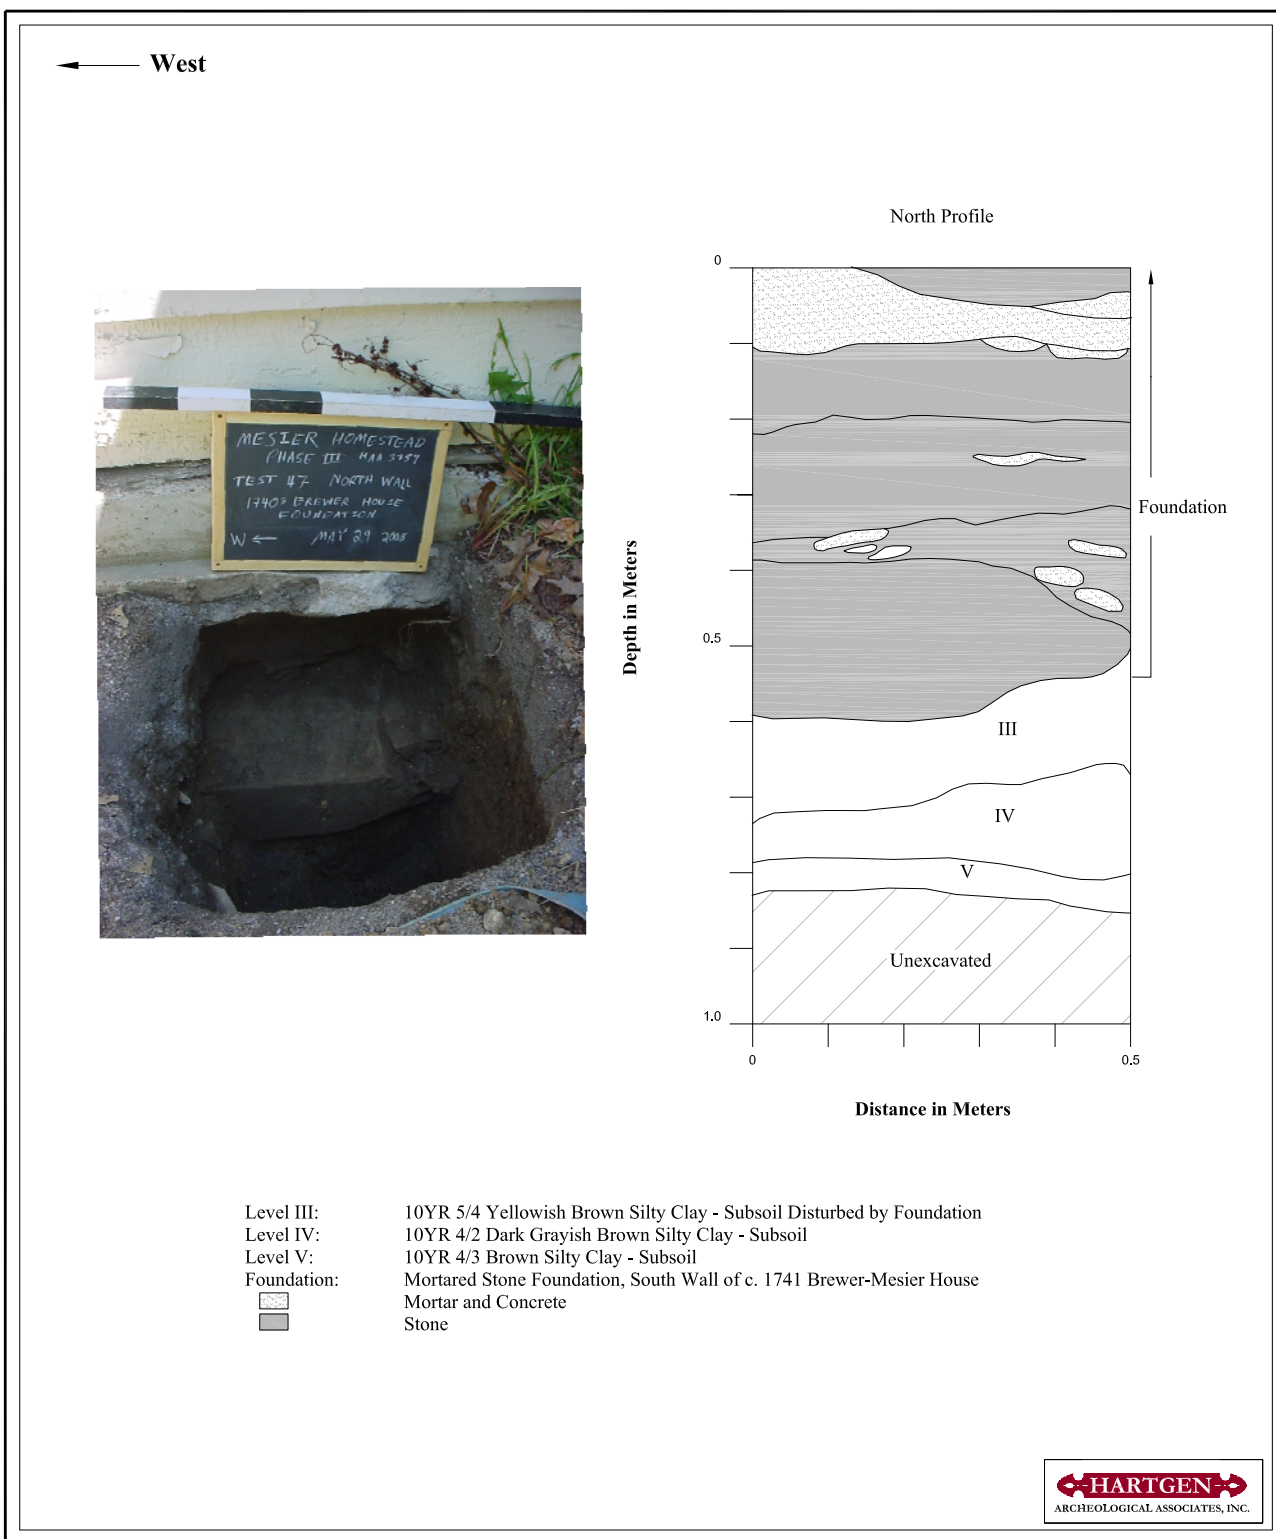 West
North Profile
MESIER HOMESTEAD
PHASE III HAA 3757
TEST 47 NORTH WALL
1740s BREWER HOUSE
FOUNDATION
W ← MAY 29 2008
0
0.5
1.0
Depth in Meters
Foundation
III
IV
V
Unexcavated
0 0.5
Distance in Meters
Level III: 10YR 5/4 Yellowish Brown Silty Clay - Subsoil Disturbed by Foundation
Level IV: 10YR 4/2 Dark Grayish Brown Silty Clay - Subsoil
Level V: 10YR 4/3 Brown Silty Clay - Subsoil
Foundation: Mortared Stone Foundation, South Wall of c. 1741 Brewer-Mesier House
Mortar and Concrete
Stone
HARTGEN
ARCHEOLOGICAL ASSOCIATES, INC.